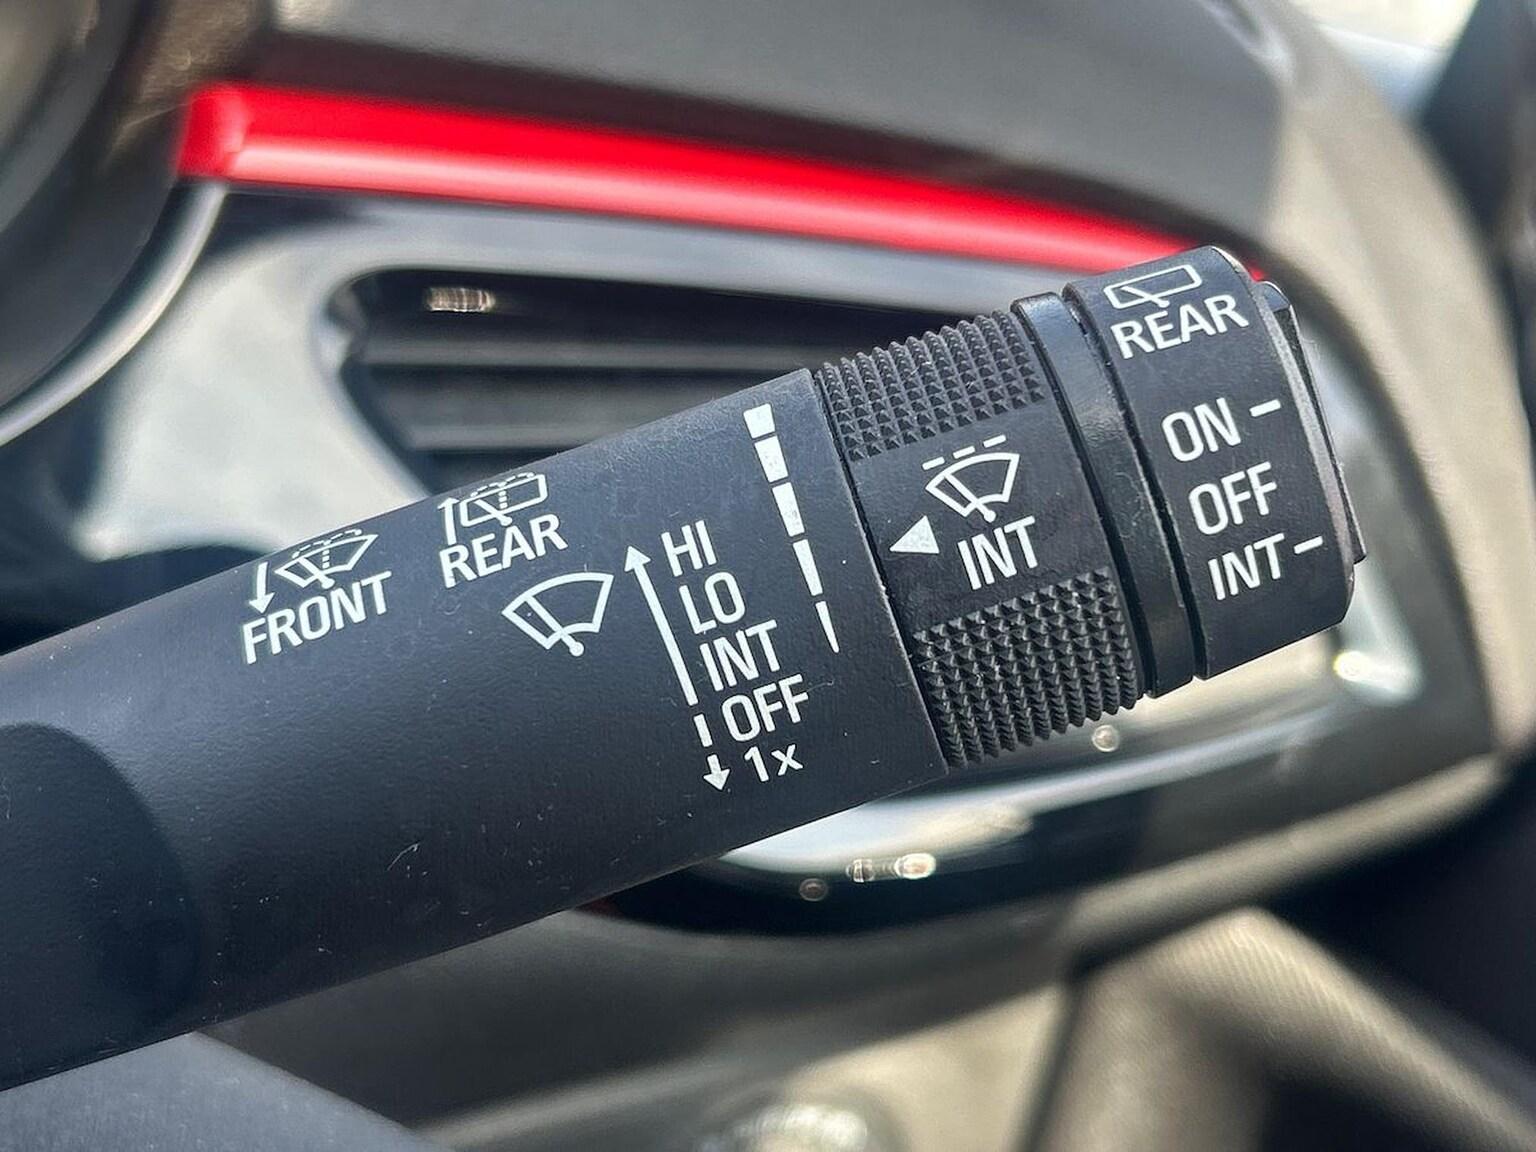 FRONT
REAR
HI
LO
INT
OFF
1x
INT
REAR
ON
OFF
INT